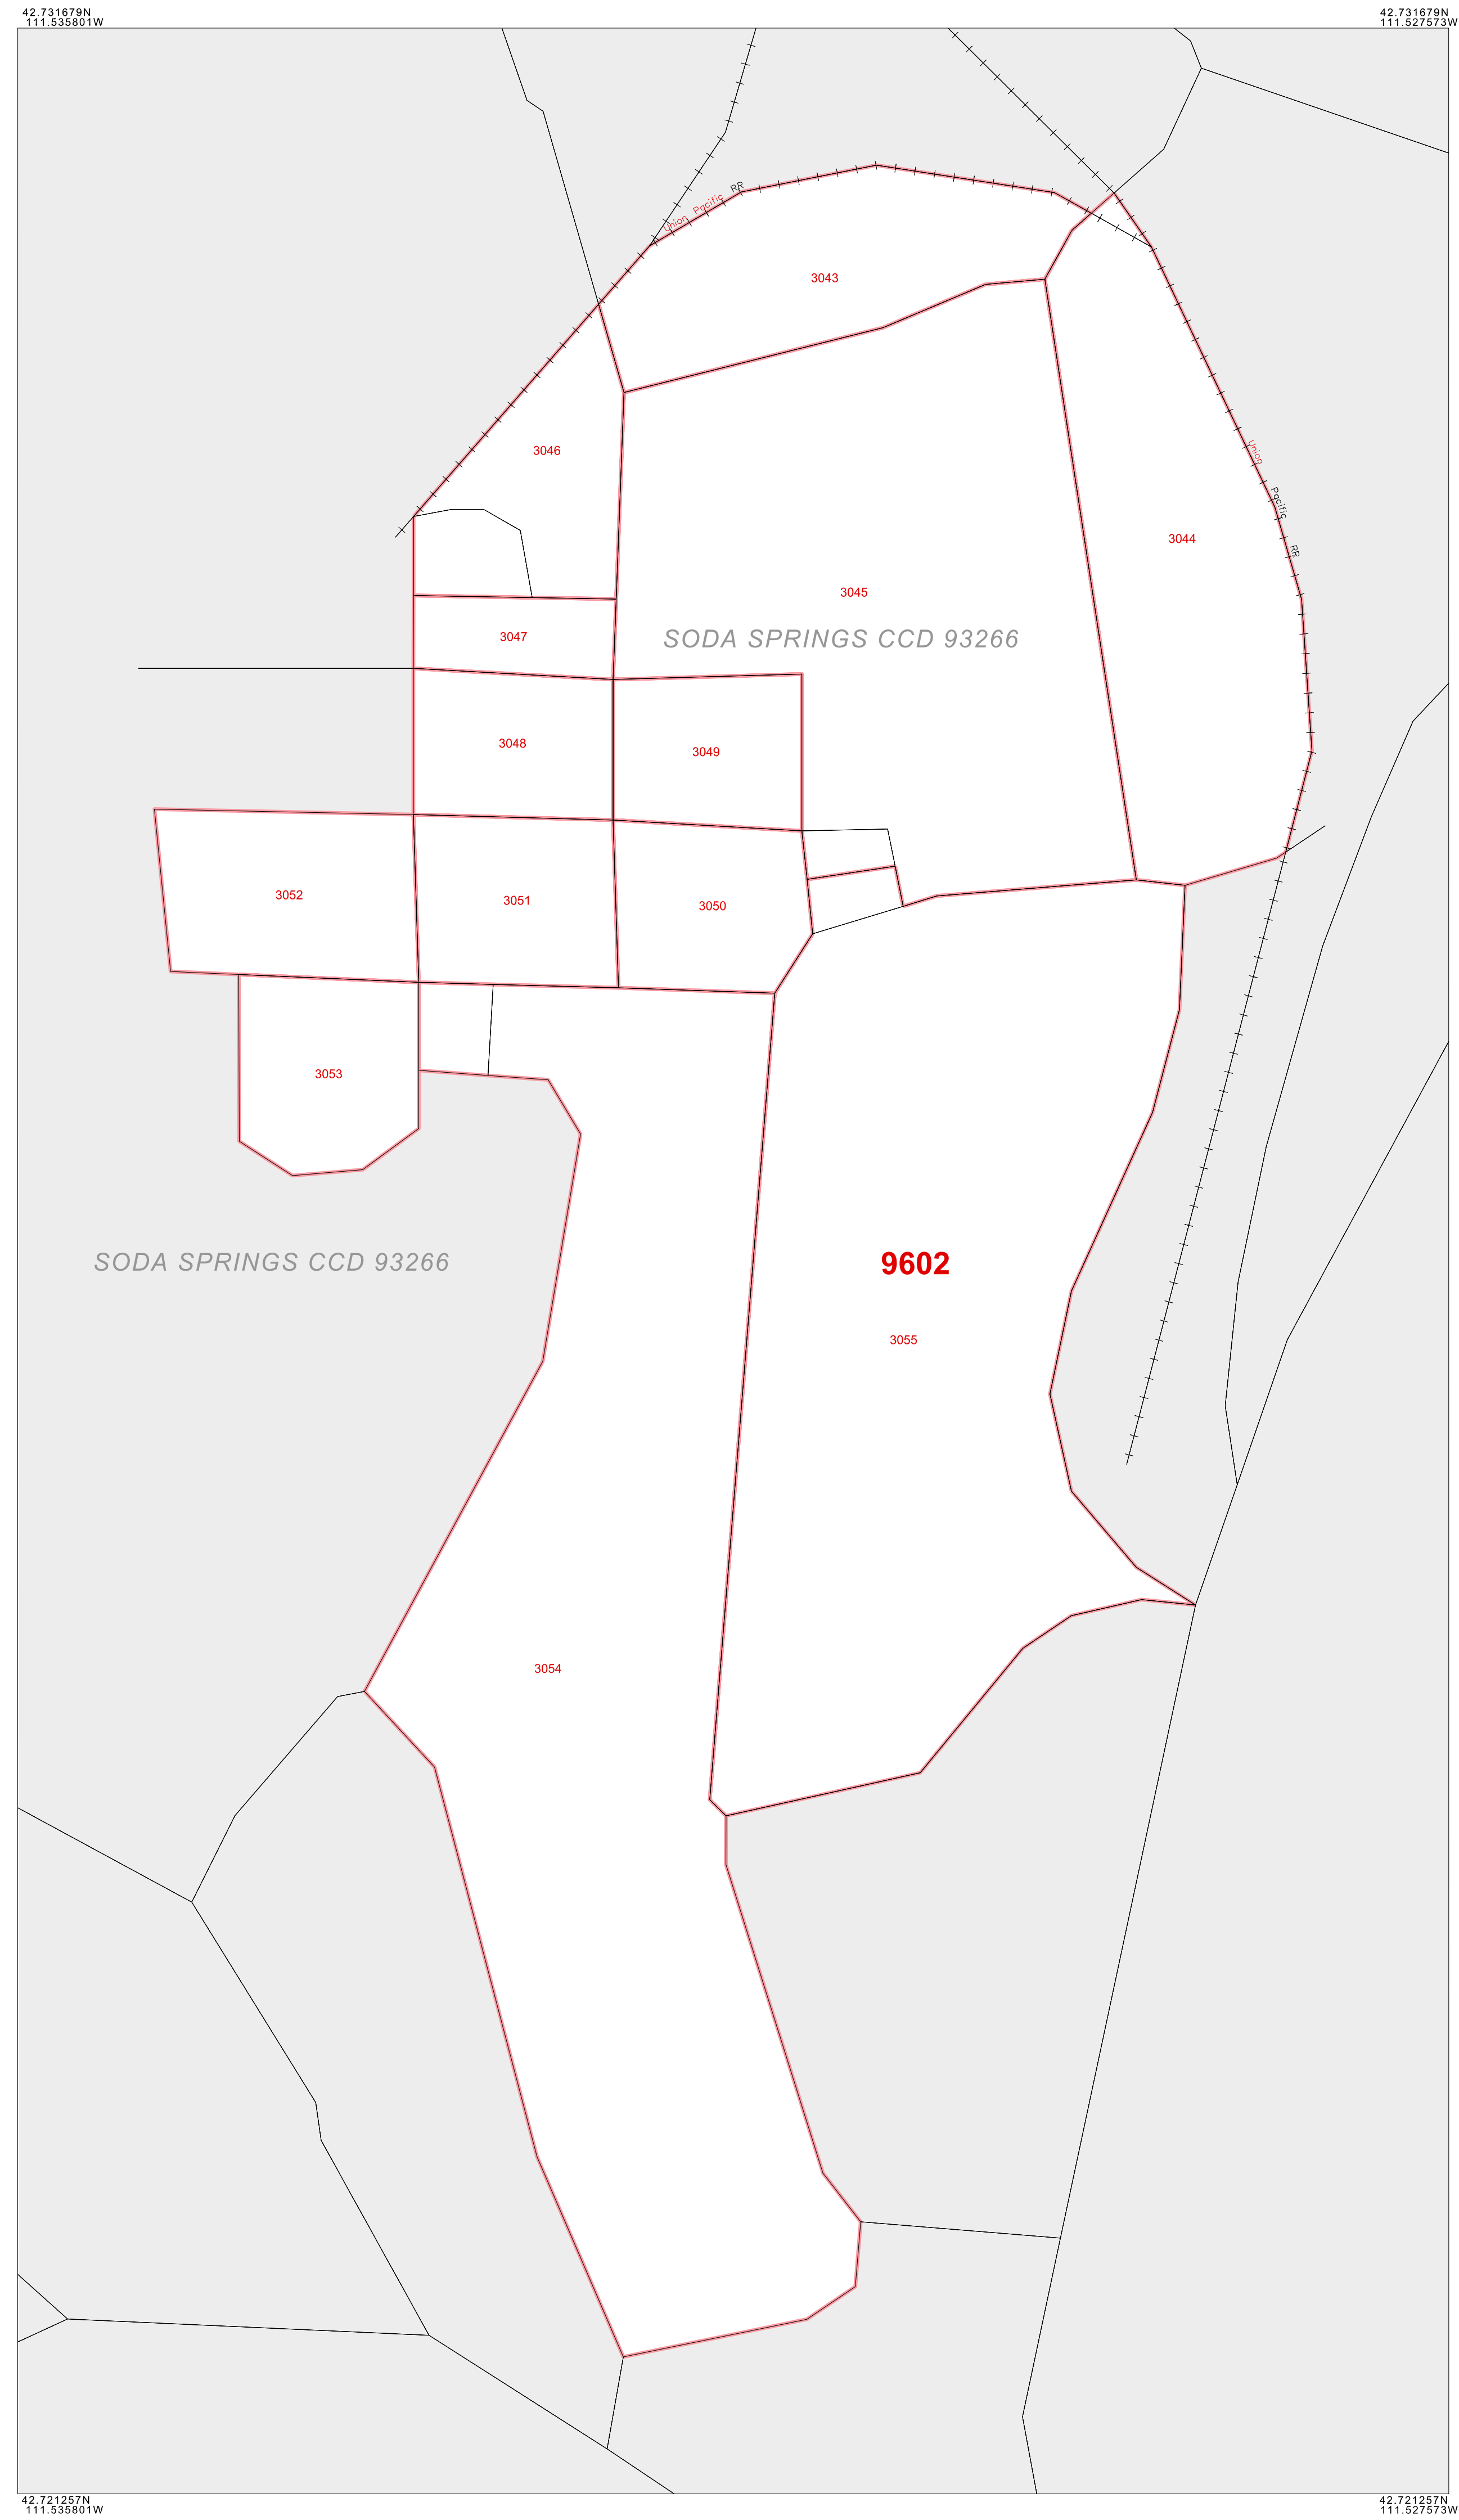 42.731679N
111.535801W
42.731679N
111.527573W
Union Pacific RR
3043
3046
Union Pacific RR
3044
3045
3047
SODA SPRINGS CCD 93266
3048
3049
3052
3051
3050
3053
SODA SPRINGS CCD 93266
9602
3055
3054
42.721257N
111.535801W
42.721257N
111.527573W